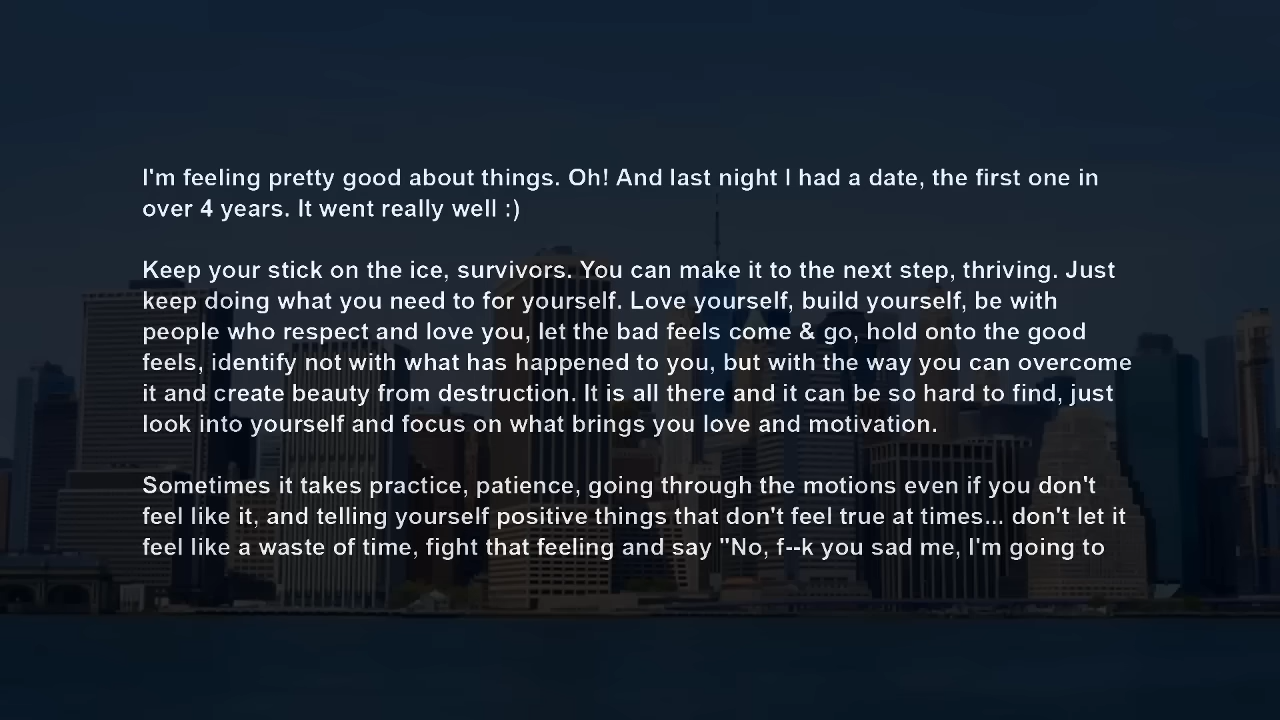 I'm feeling pretty good about things. Oh! And last night I had a date, the first one in
over 4 years. It went really well :)
Keep your stick on the ice, survivors. You can make it to the next step, thriving. Just
keep doing what you need to for yourself. Love yourself, build yourself, be with
people who respect and love you, let the bad feels come & go, hold onto the good
feels, identify not with what has happened to you, but with the way you can overcome
it and create beauty from destruction. It is all there and it can be so hard to find, just
look into yourself and focus on what brings you love and motivation.
Sometimes it takes practice, patience, going through the motions even if you don't
feel like it, and telling yourself positive things that don't feel true at times... don't let it
feel like a waste of time, fight that feeling and say "No, f--k you sad me, I'm going to